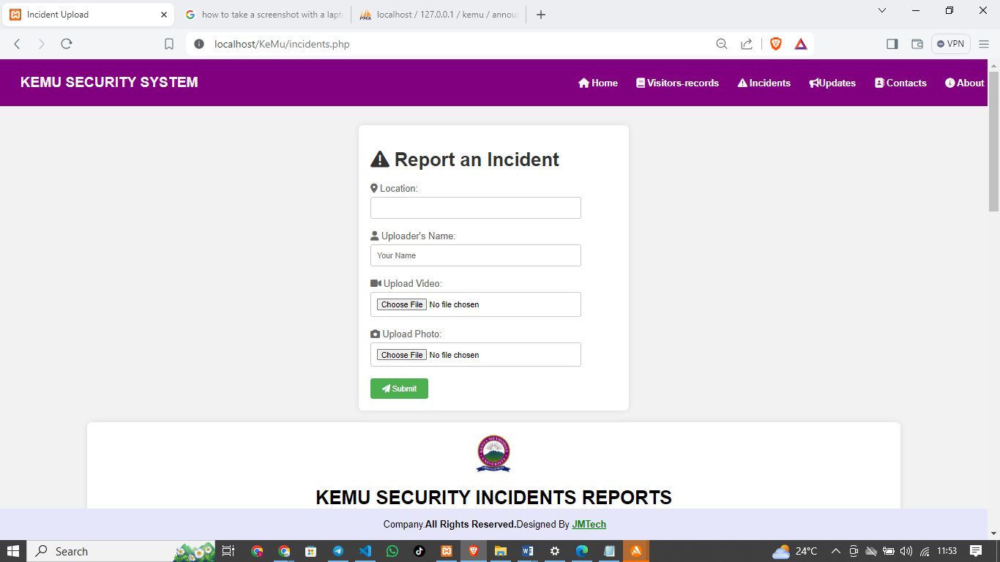 Incident Upload
how to take a screenshot with a lapt
localhost / 127.0.0.1 / kemu / annou
localhost/KeMu/incidents.php
VPN
KEMU SECURITY SYSTEM
Home Visitors-records Incidents Updates Contacts About
Report an Incident
Location:
Uploader's Name:
Your Name
Upload Video:
Choose File No file chosen
Upload Photo:
Choose File No file chosen
Submit
KEMU SECURITY INCIDENTS REPORTS
Company.All Rights Reserved.Designed By JMTech
Search
24°C
11:53